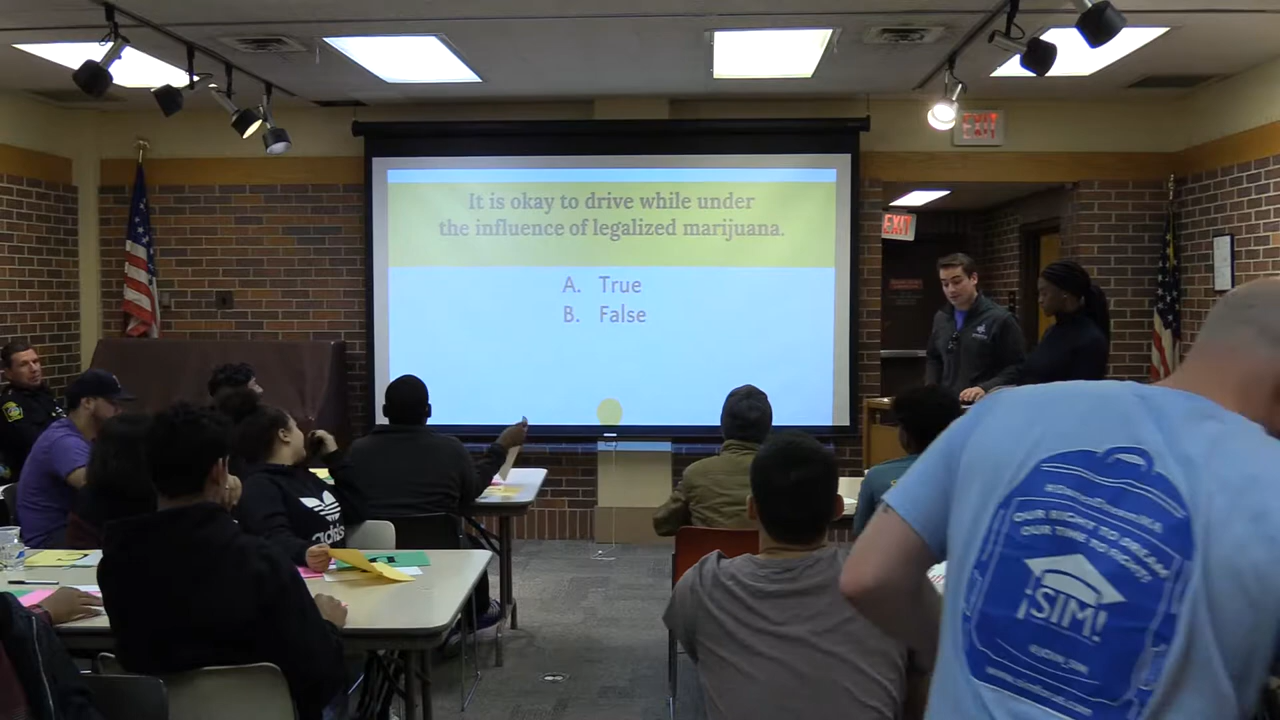 It is okay to drive while under
the influence of legalized marijuana.
A. True
B. False
EXIT
EXIT
adidas
OUR RIGHT TO DREAM
OUR TIME TO FIGHT
¡SIM!